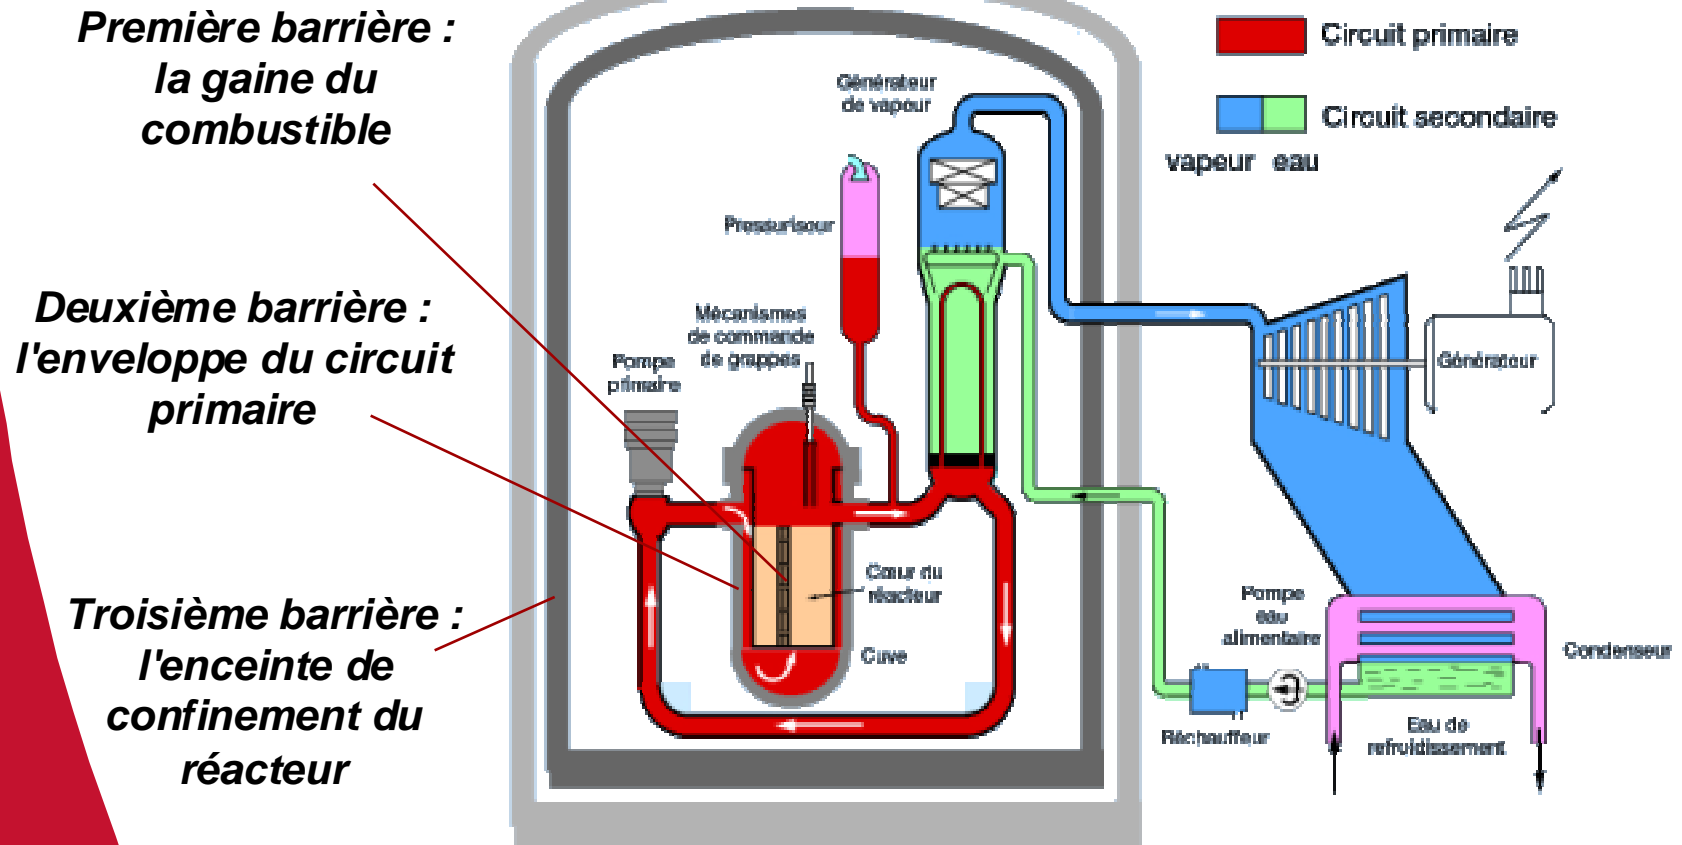 Première barrière :
la gaine du
combustible
Deuxième barrière :
l'enveloppe du circuit
primaire
Troisième barrière :
l'enceinte de
confinement du
réacteur
Générateur
de vapeur
Pressuriseur
Mécanismes
de commande
de grappes
Pompe
primaire
Cœur du
réacteur
Cuve
Circuit primaire
Circuit secondaire
vapeur eau
Générateur
Pompe
eau
alimentaire
Condenseur
Réchauffeur
Eau de
refroidissement